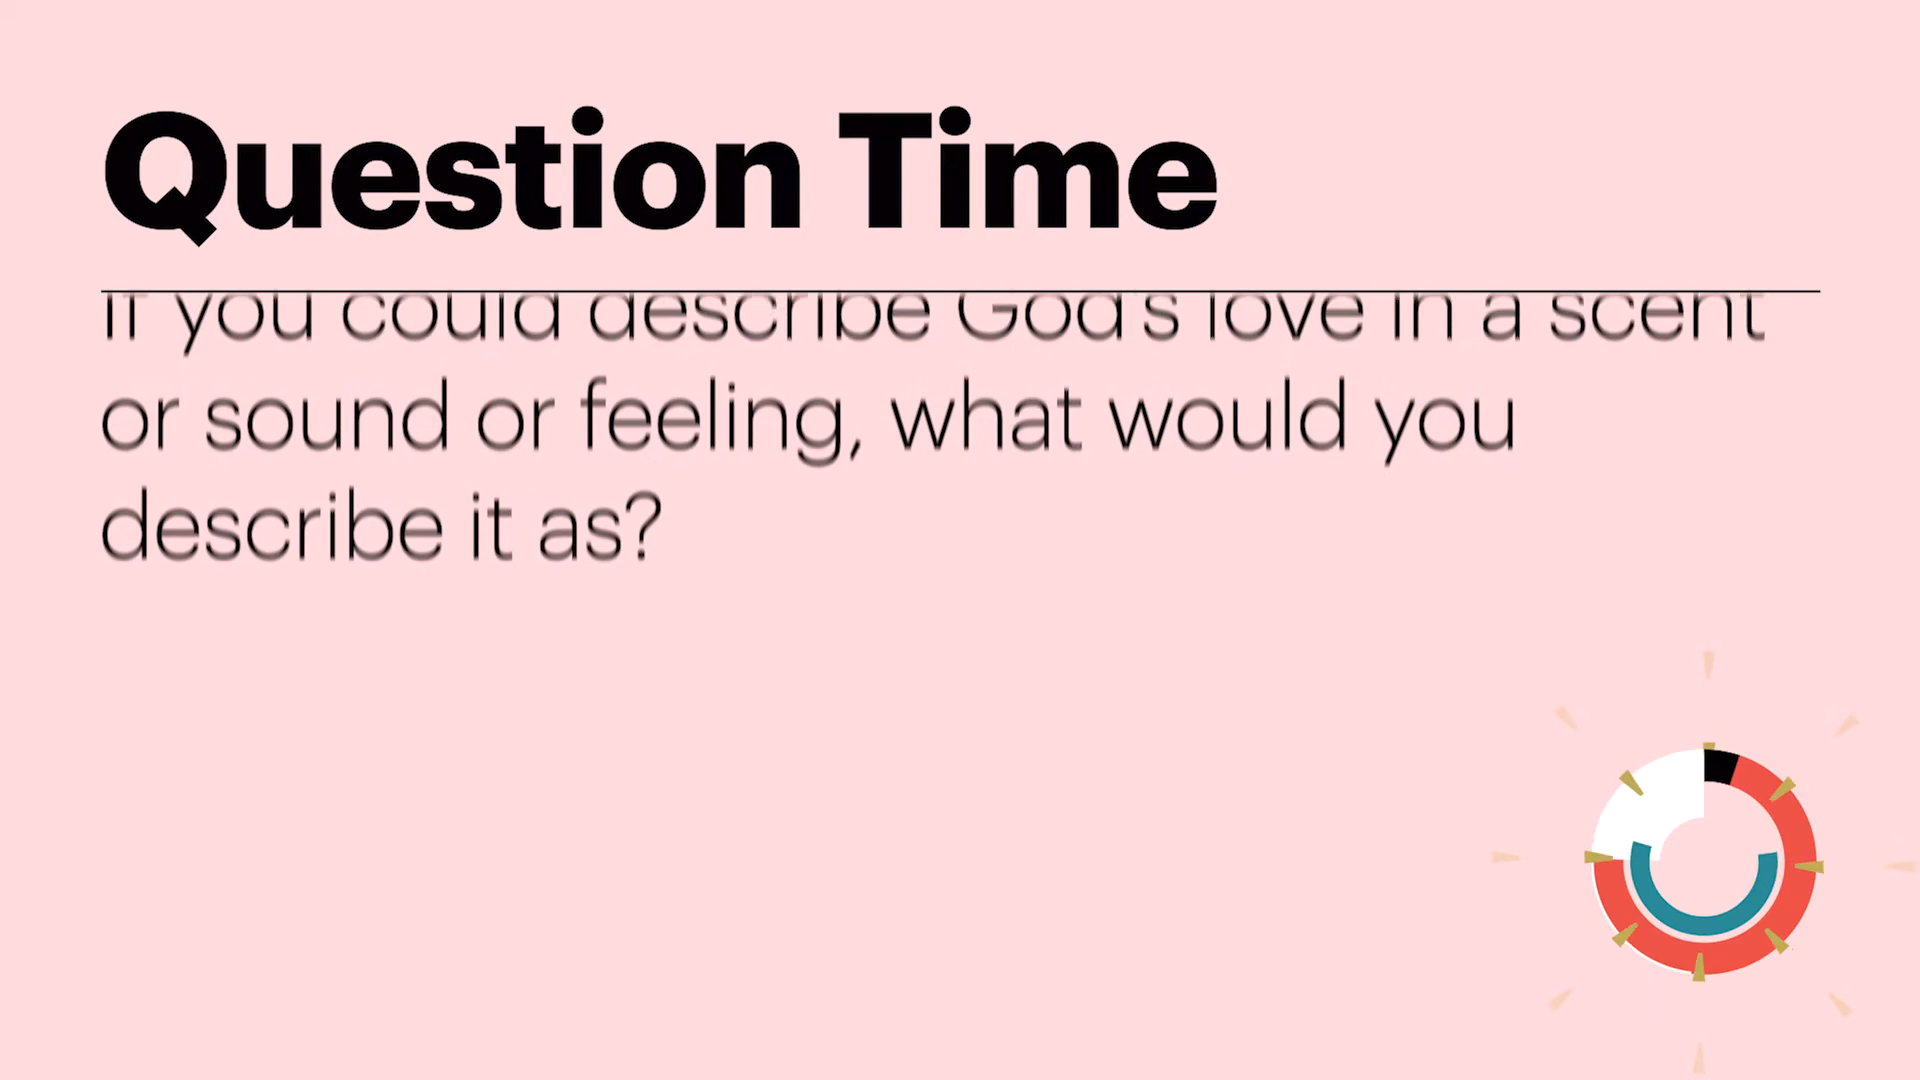 Question Time
If you could describe God's love in a scent
or sound or feeling, what would you
describe it as?